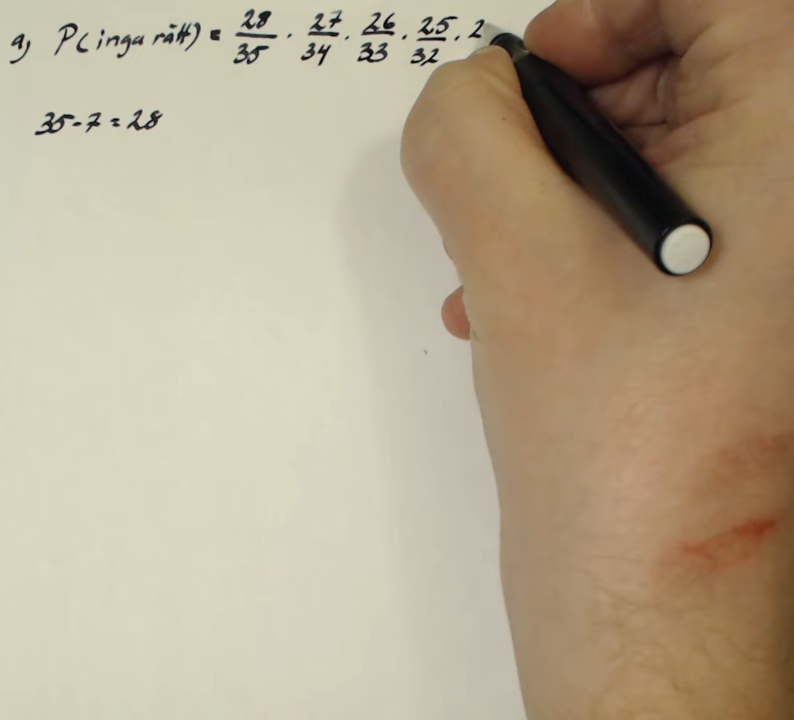 a) P(inga rätt) = 28/35 · 27/34 · 26/33 · 25/32 · 2
35-7=28